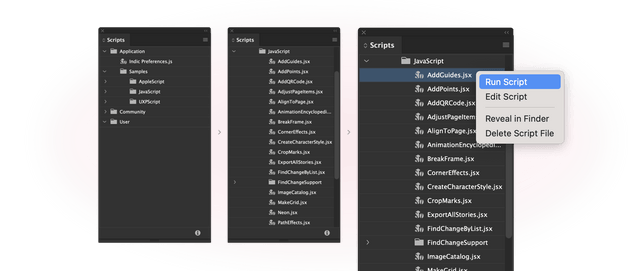 Scripts
Application
Indic Preferences.js
Samples
AppleScript
JavaScript
UXPScript
Community
User
Scripts
JavaScript
AddGuides.jsx
AddPoints.jsx
AddQRCode.jsx
AdjustPageItems.jsx
AlignToPage.jsx
AnimationEncyclopedi...
BreakFrame.jsx
CornerEffects.jsx
CreateCharacterStyle.jsx
CropMarks.jsx
ExportAllStories.jsx
FindChangeByList.jsx
FindChangeSupport
ImageCatalog.jsx
MakeGrid.jsx
Neon.jsx
PathEffects.jsx
Scripts
JavaScript
AddGuides.jsx
AddPoints.jsx
AddQRCode.jsx
AdjustPageItems.jsx
AlignToPage.jsx
AnimationEncyclopedi...
BreakFrame.jsx
CornerEffects.jsx
CreateCharacterStyle.jsx
CropMarks.jsx
ExportAllStories.jsx
FindChangeByList.jsx
FindChangeSupport
ImageCatalog.jsx
MakeGrid.jsx
Run Script
Edit Script
Reveal in Finder
Delete Script File